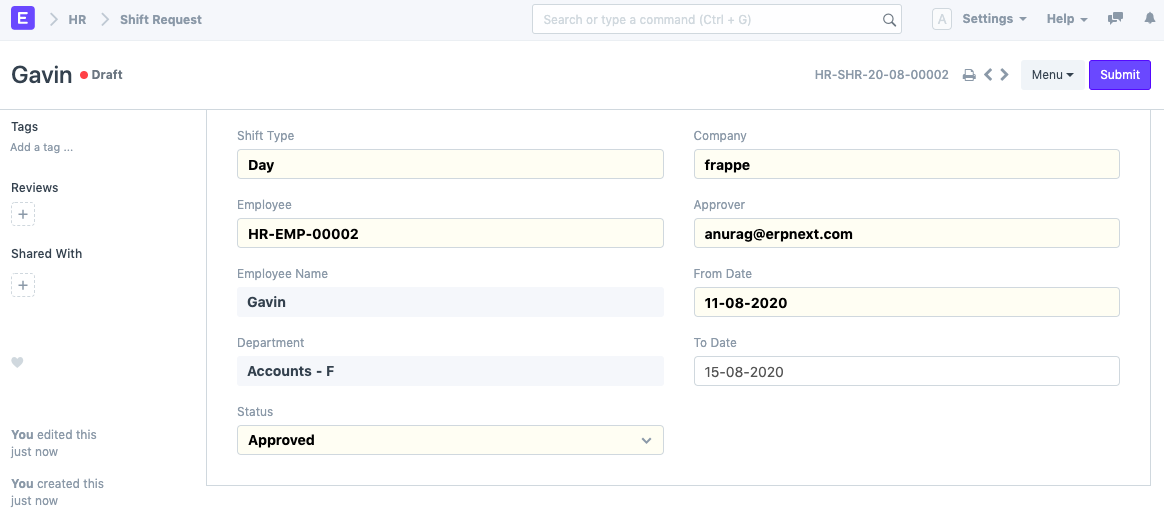 E HR Shift Request Search or type a command (Ctrl + G) A Settings Help
Gavin Draft HR-SHR-20-08-00002 Menu Submit
Tags
Add a tag ...
Reviews
+
Shared With
+
You edited this
just now
You created this
just now
Shift Type
Day
Employee
HR-EMP-00002
Employee Name
Gavin
Department
Accounts - F
Status
Approved
Company
frappe
Approver
anurag@erpnext.com
From Date
11-08-2020
To Date
15-08-2020